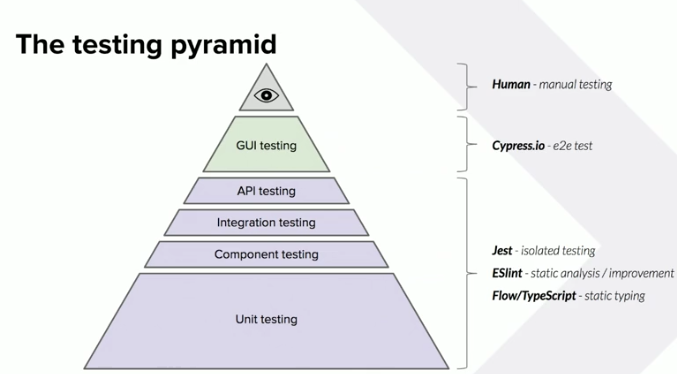 The testing pyramid
Human - manual testing
GUI testing
Cypress.io - e2e test
API testing
Integration testing
Component testing
Unit testing
Jest - isolated testing
ESlint - static analysis / improvement
Flow/TypeScript - static typing